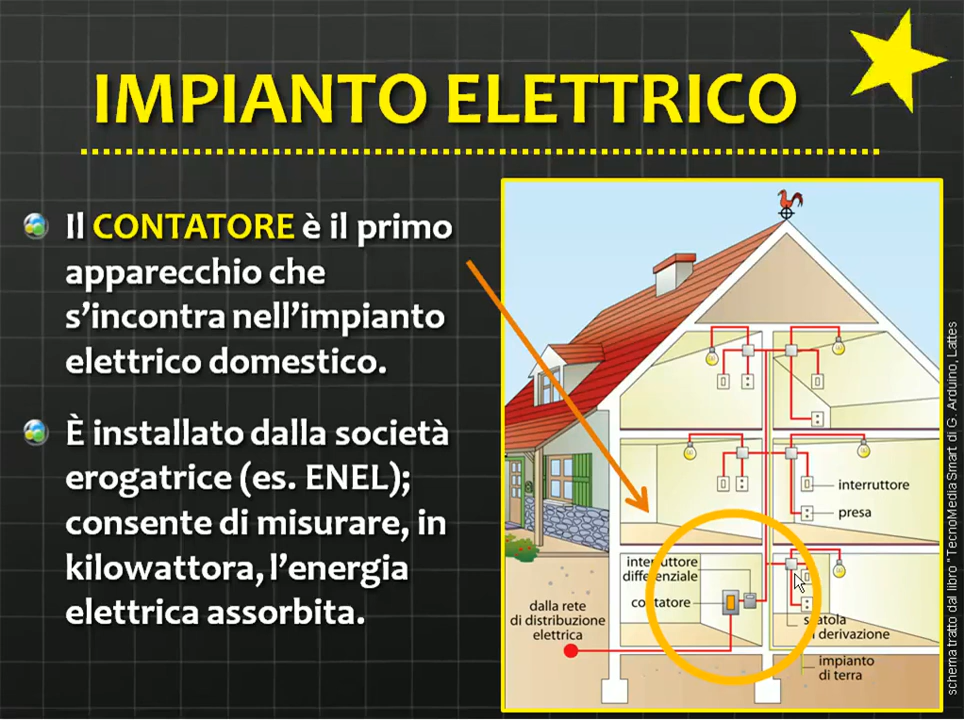 IMPIANTO ELETTRICO
Il CONTATORE è il primo
apparecchio che
s’incontra nell’impianto
elettrico domestico.
È installato dalla società
erogatrice (es. ENEL);
consente di misurare, in
kilowattora, l’energia
elettrica assorbita.
interruttore
presa
interruttore
differenziale
contatore
dalla rete
di distribuzione
elettrica
scatola
di derivazione
impianto
di terra
schema tratto dal libro "TecnoMedia Smart di G. Arduino, Lattes